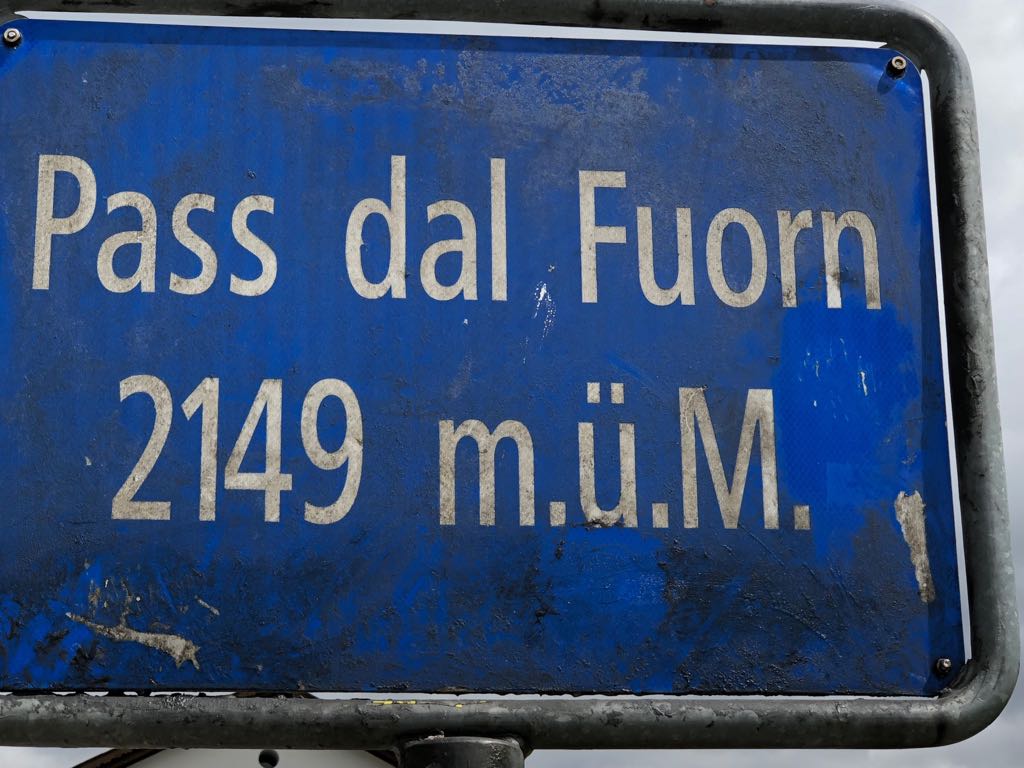 Pass dal Fuorn
2149 m.ü.M.